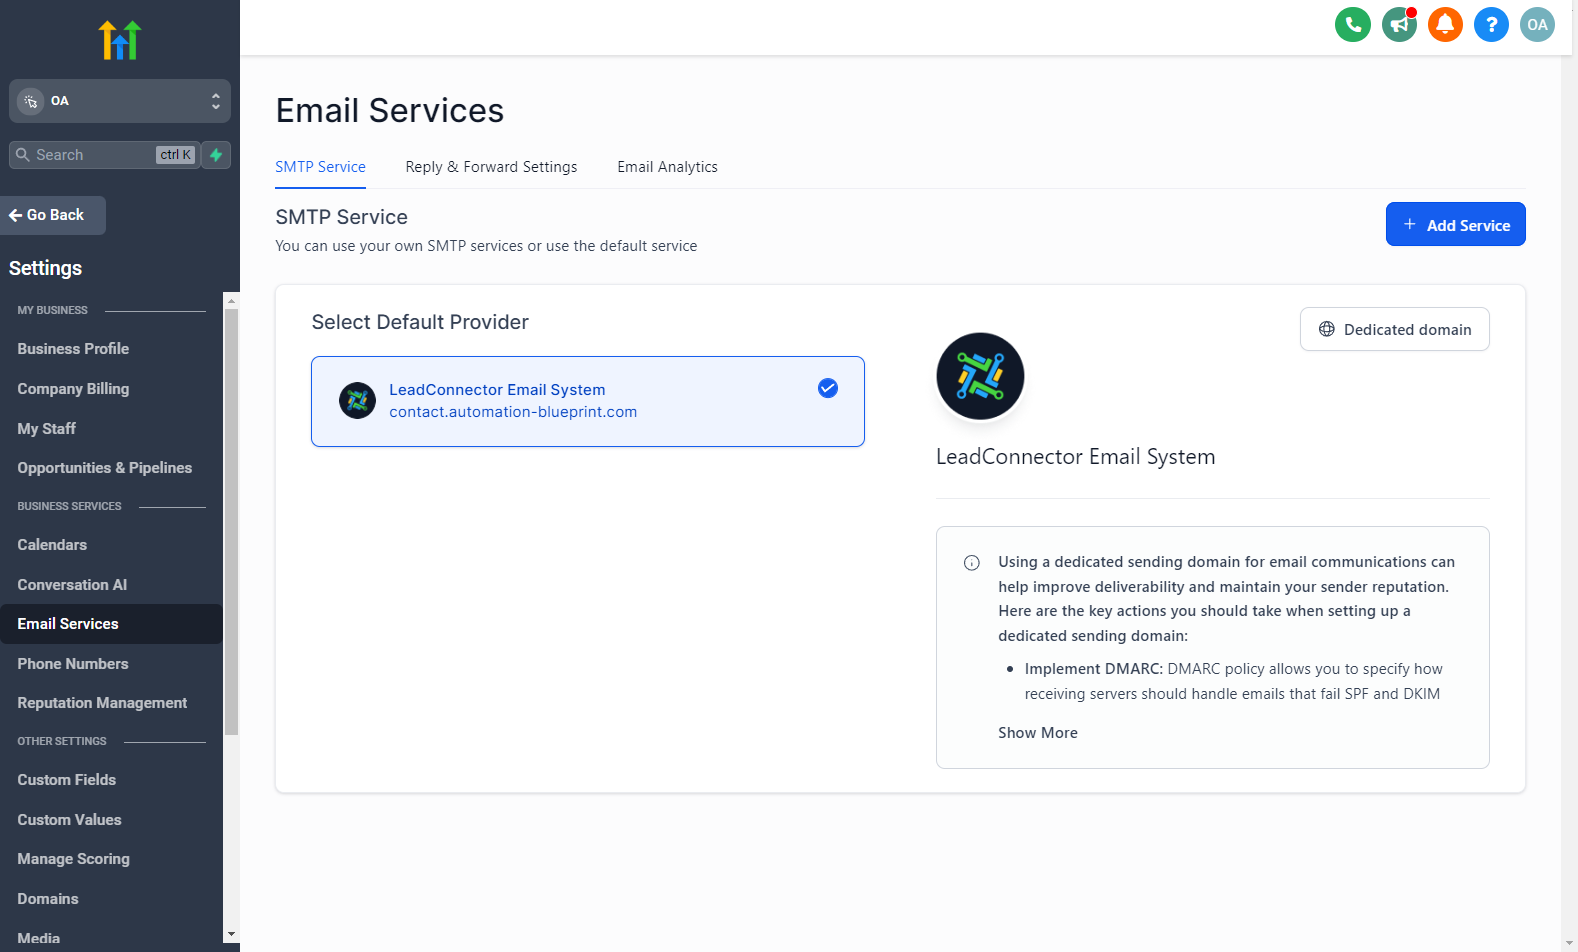 OA
OA
Search
ctrl K
Go Back
Settings
MY BUSINESS
Business Profile
Company Billing
My Staff
Opportunities & Pipelines
BUSINESS SERVICES
Calendars
Conversation AI
Email Services
Phone Numbers
Reputation Management
OTHER SETTINGS
Custom Fields
Custom Values
Manage Scoring
Domains
Media
Email Services
SMTP Service
Reply & Forward Settings
Email Analytics
SMTP Service
You can use your own SMTP services or use the default service
+ Add Service
Select Default Provider
LeadConnector Email System
contact.automation-blueprint.com
Dedicated domain
LeadConnector Email System
Using a dedicated sending domain for email communications can
help improve deliverability and maintain your sender reputation.
Here are the key actions you should take when setting up a
dedicated sending domain:
• Implement DMARC: DMARC policy allows you to specify how
receiving servers should handle emails that fail SPF and DKIM
Show More